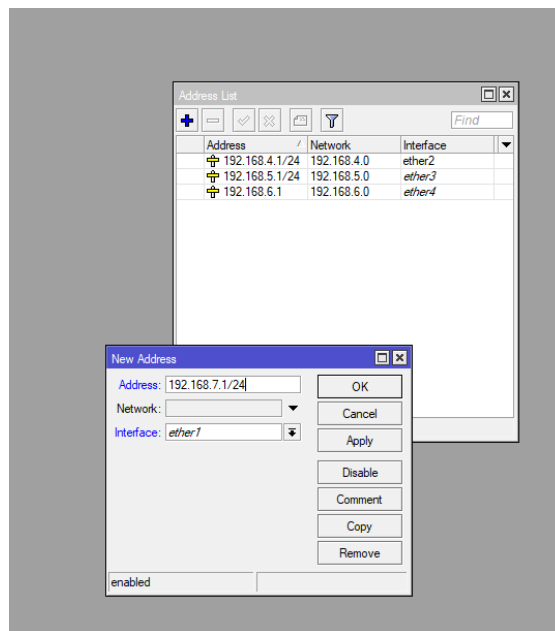 Address List
Find
Address / Network Interface
192.168.4.1/24 192.168.4.0 ether2
192.168.5.1/24 192.168.5.0 ether3
192.168.6.1 192.168.6.0 ether4
New Address
Address: 192.168.7.1/24
Network:
Interface: ether1
OK
Cancel
Apply
Disable
Comment
Copy
Remove
enabled